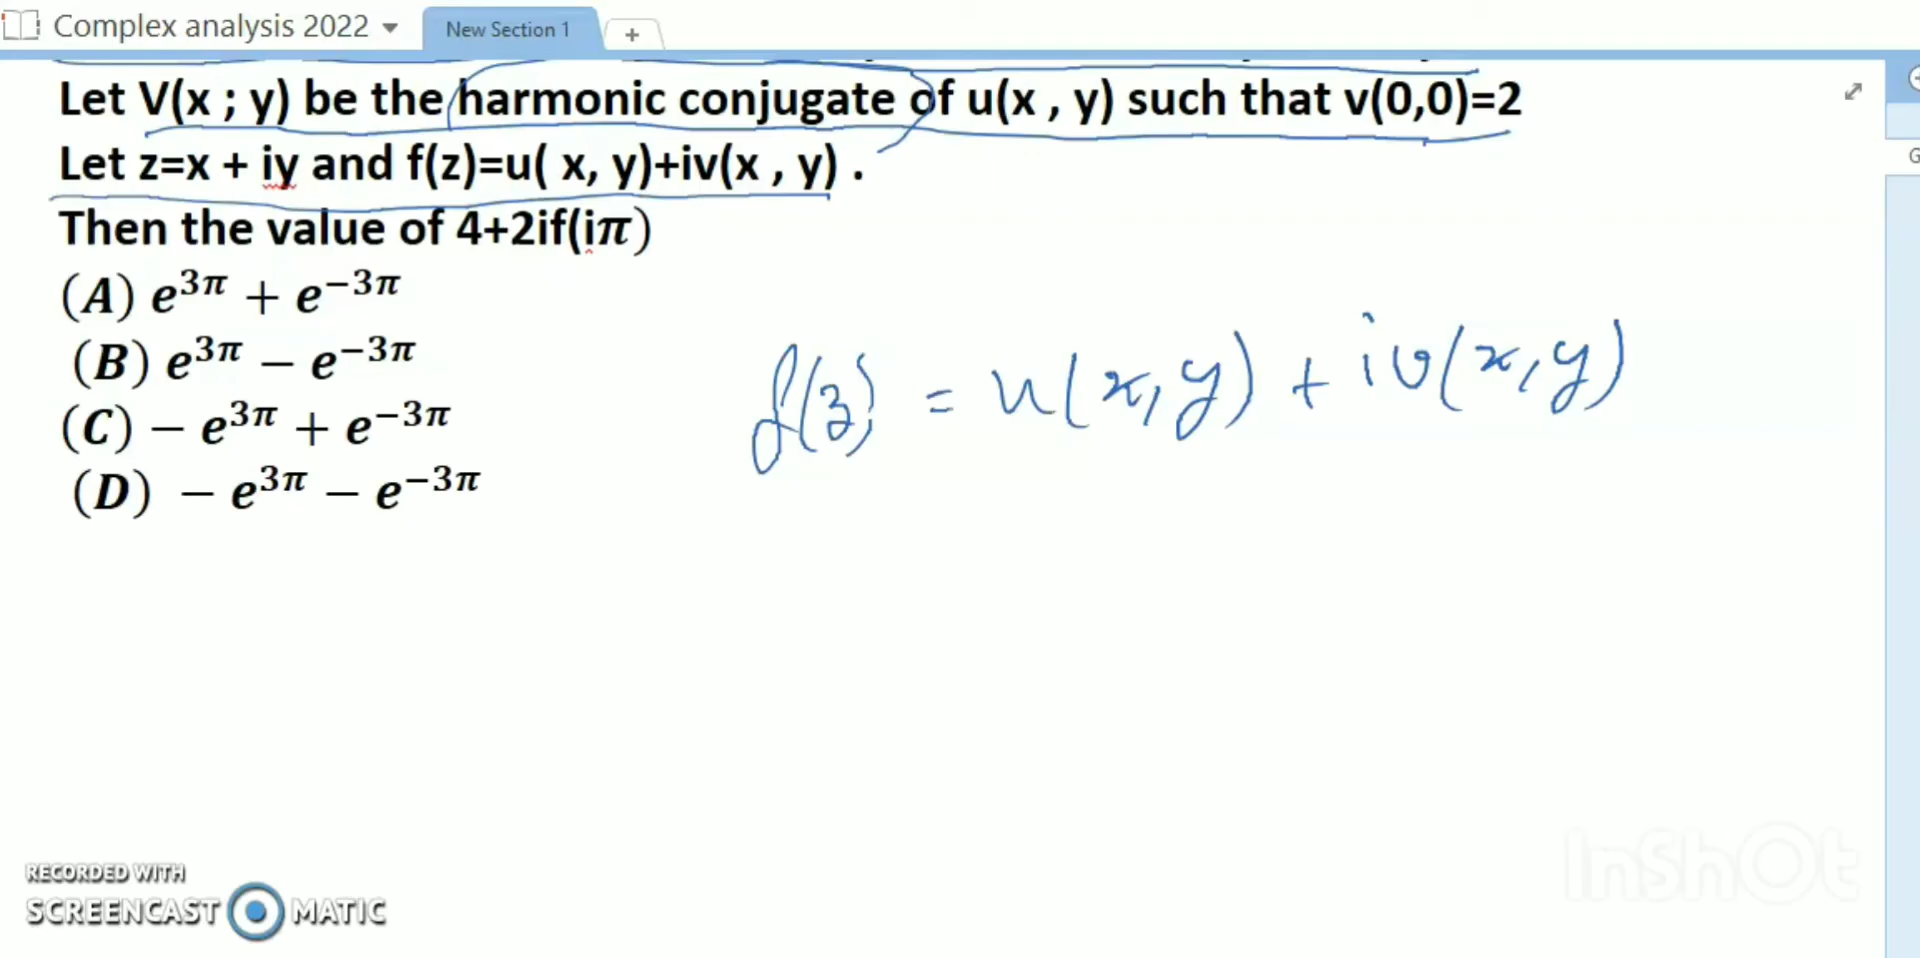 Complex analysis 2022
New Section 1
Let V(x ; y) be the harmonic conjugate of u(x , y) such that v(0,0)=2
Let z=x + iy and f(z)=u( x, y)+iv(x , y) .
Then the value of 4+2if(iπ)
(A) e^{3π} + e^{−3π}
(B) e^{3π} − e^{−3π}
(C) − e^{3π} + e^{−3π}
(D) − e^{3π} − e^{−3π}
f(z) = u(x,y) + iv(x,y)
InShOt
RECORDED WITH
SCREENCAST MATIC